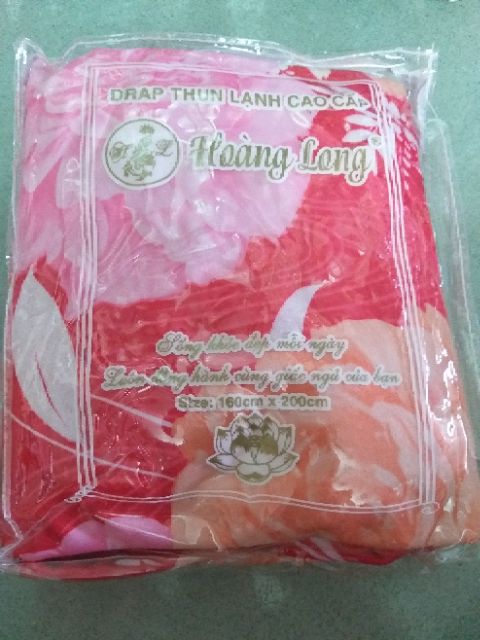 DRAP THUN LẠNH CAO CẤP
H L Hoàng Long®
Sống khỏe đẹp mỗi ngày
Luôn đồng hành cùng giấc ngủ của bạn
Size: 160cm x 200cm